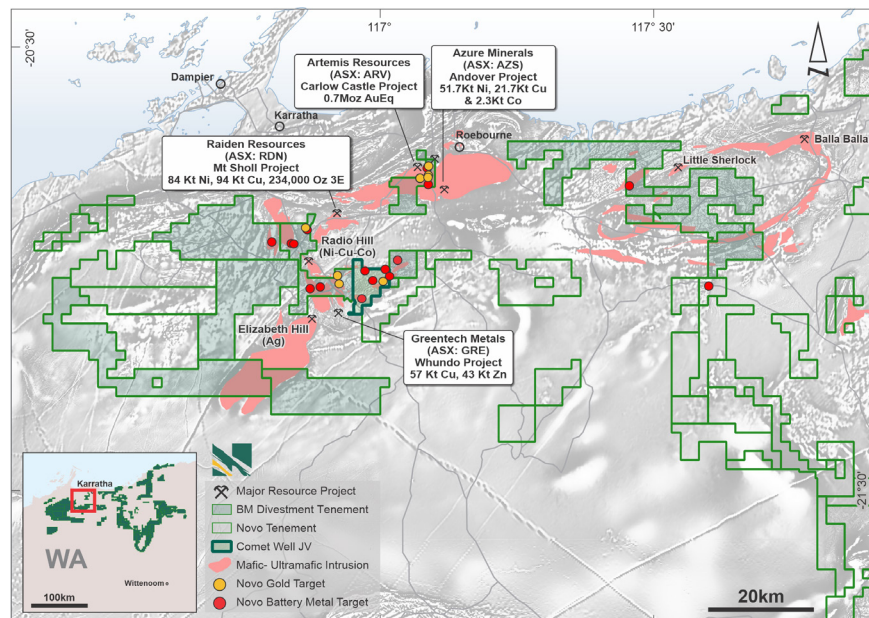 117°
117° 30'
-20°30'
Z
Dampier
Karratha
Artemis Resources
(ASX: ARV)
Carlow Castle Project
0.7Moz AuEq
Azure Minerals
(ASX: AZS)
Andover Project
51.7Kt Ni, 21.7Kt Cu
& 2.3Kt Co
Roebourne
Balla Balla
Little Sherlock
Raiden Resources
(ASX: RDN)
Mt Sholl Project
84 Kt Ni, 94 Kt Cu, 234,000 Oz 3E
Radio Hill
(Ni-Cu-Co)
Elizabeth Hill
(Ag)
Greentech Metals
(ASX: GRE)
Whundo Project
57 Kt Cu, 43 Kt Zn
-21°30'
Karratha
WA
Wittenoom
100km
Major Resource Project
BM Divestment Tenement
Novo Tenement
Comet Well JV
Mafic- Ultramafic Intrusion
Novo Gold Target
Novo Battery Metal Target
20km